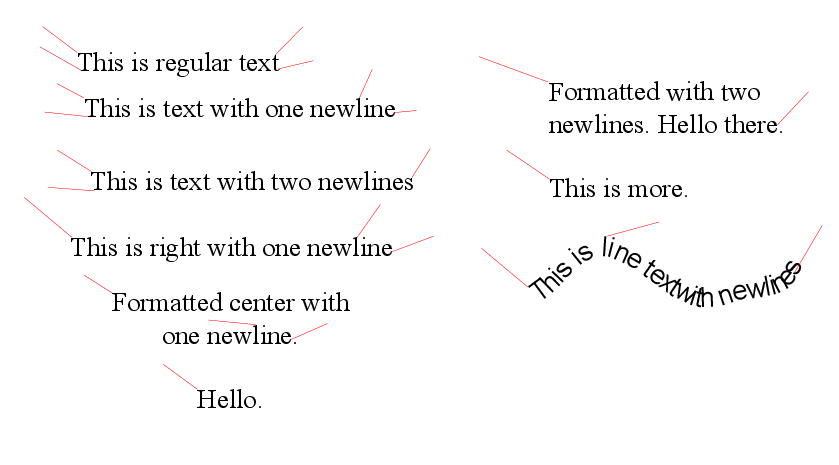 This is regular text
This is text with one newline
This is text with two newlines
This is right with one newline
Formatted center with
one newline.
Hello.
Formatted with two
newlines. Hello there.
This is more.
This is line text with newlines